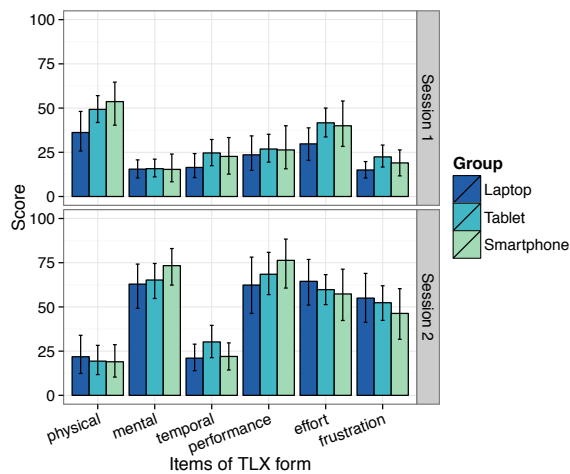 100
75
50
25
0
Session 1
100
75
50
25
0
Session 2
Score
physical
mental
temporal
performance
effort
frustration
Items of TLX form
Group
Laptop
Tablet
Smartphone